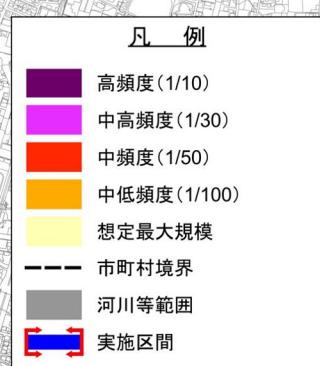 凡 例
高頻度(1/10)
中高頻度(1/30)
中頻度(1/50)
中低頻度(1/100)
想定最大規模
市町村境界
河川等範囲
実施区間